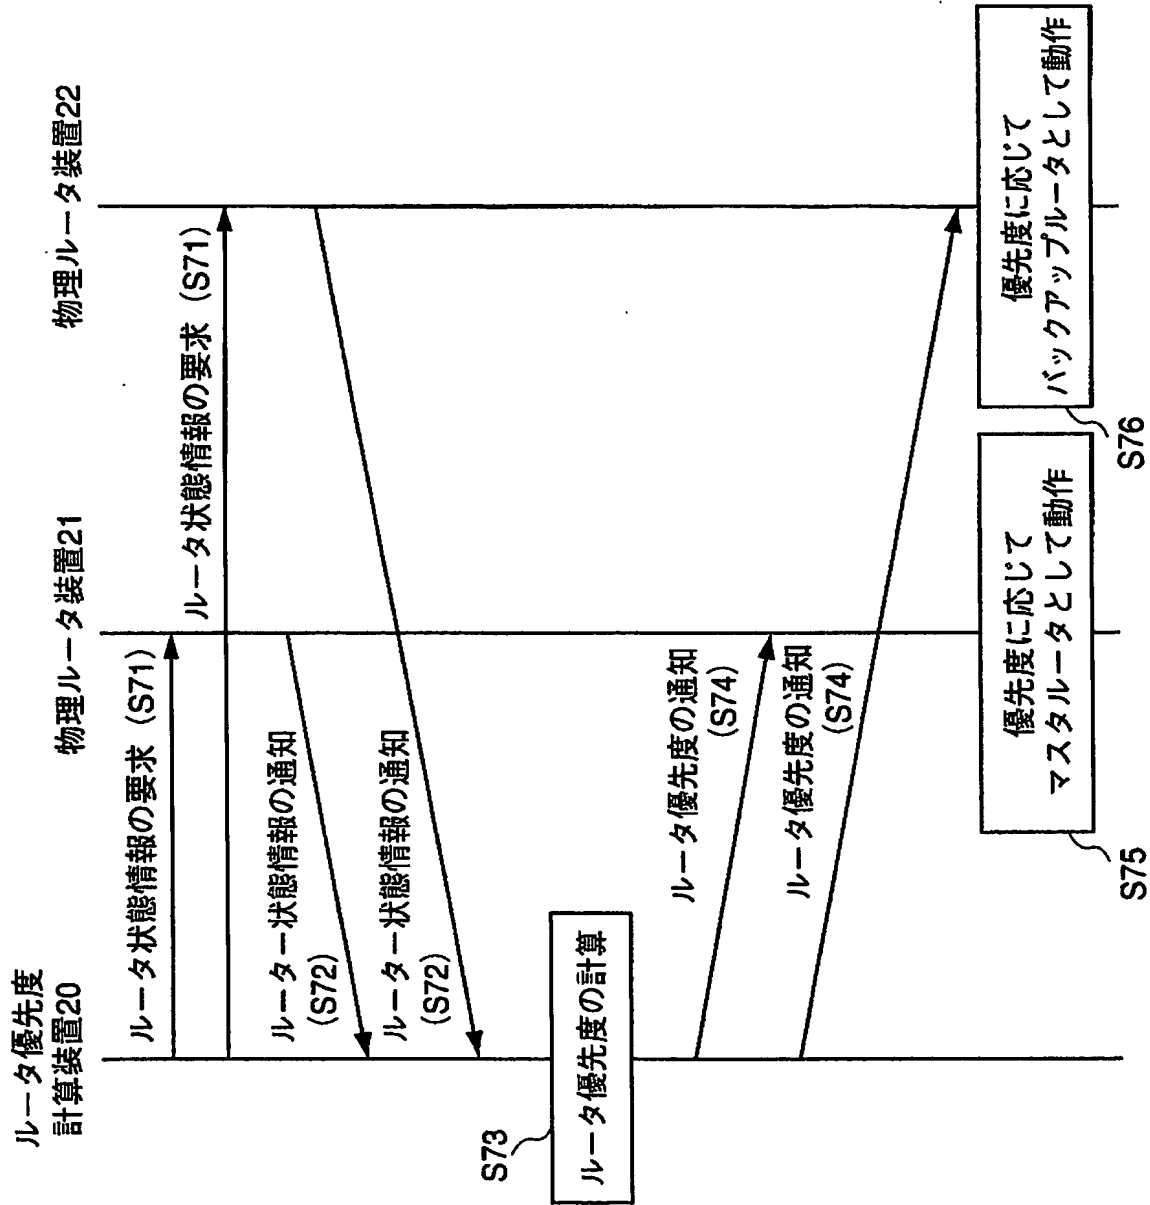 ルータ優先度
計算装置20
物理ルータ装置21
物理ルータ装置22
ルータ状態情報の要求 (S71)
ルータ状態情報の要求 (S71)
ルーター状態情報の通知
(S72)
ルーター状態情報の通知
(S72)
S73
ルータ優先度の計算
ルータ優先度の通知
(S74)
ルータ優先度の通知
(S74)
優先度に応じて
マスタルータとして動作
S75
優先度に応じて
バックアップルータとして動作
S76